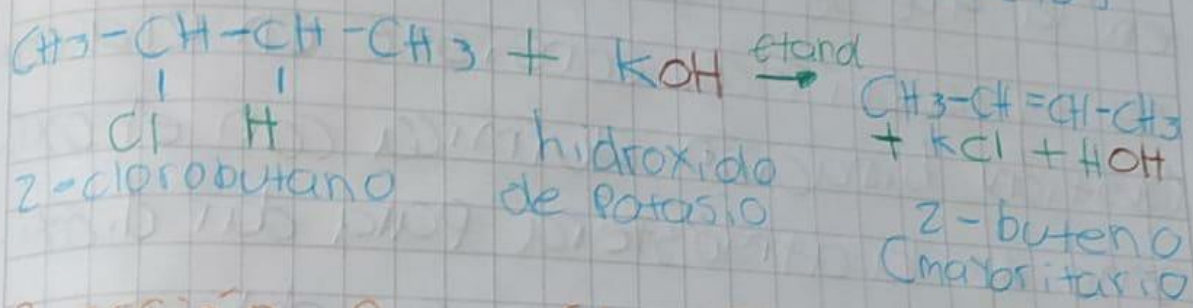 CH3-CH-CH-CH3 + KOH etanol →
Cl H
CH3-CH=CH-CH3
+ KCl + HOH
2-clorobutano
hidroxido
de potasio
2-buteno
(mayoritario